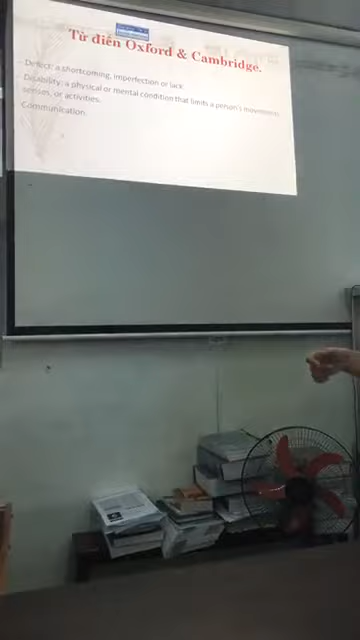 Từ điển Oxford & Cambridge.
Defect: a shortcoming, imperfection or lack.
Disability: a physical or mental condition that limits a person's movements,
senses, or activities.
Communication